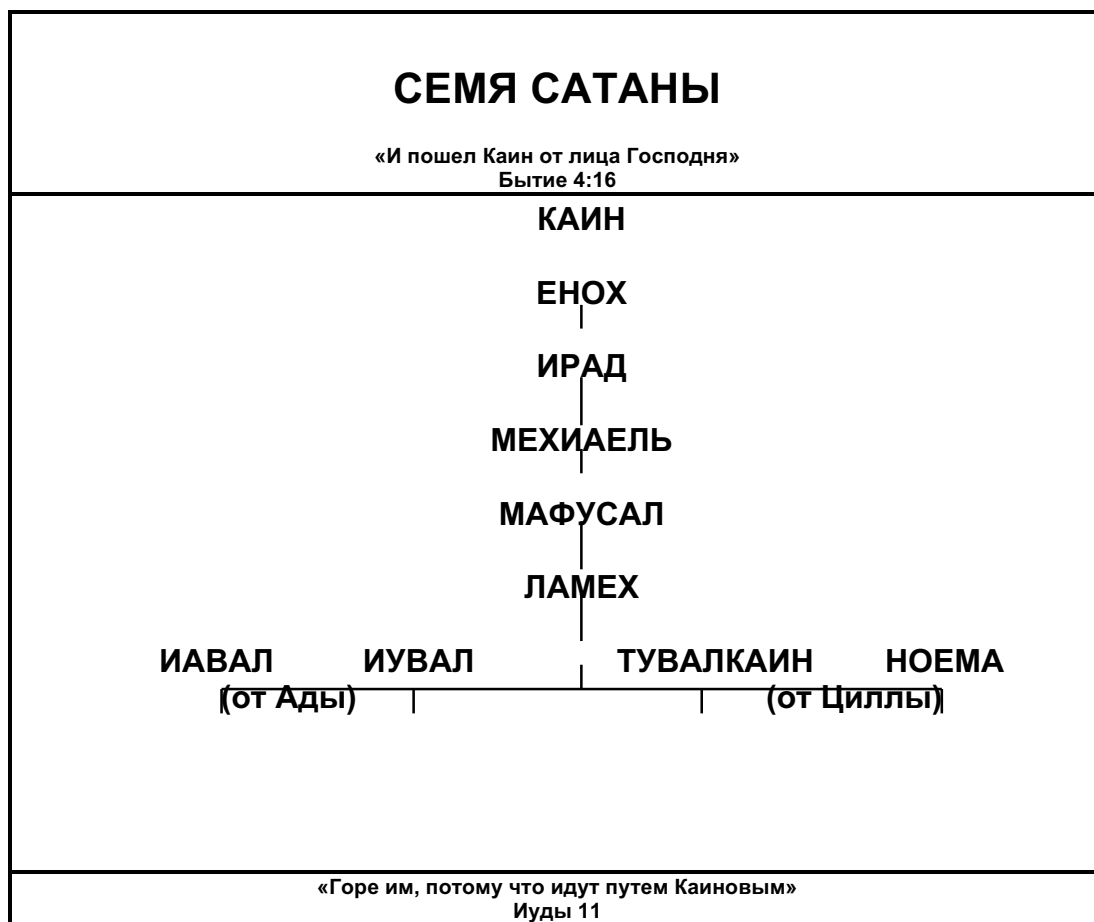 СЕМЯ САТАНЫ
«И пошел Каин от лица Господня»
Бытие 4:16
КАИН
ЕНОХ
ИРАД
МЕХИАЕЛЬ
МАФУСАЛ
ЛАМЕХ
ИАВАЛ ИУВАЛ ТУВАЛКАИН НОЕМА
(от Ады) (от Циллы)
«Горе им, потому что идут путем Каиновым»
Иуды 11